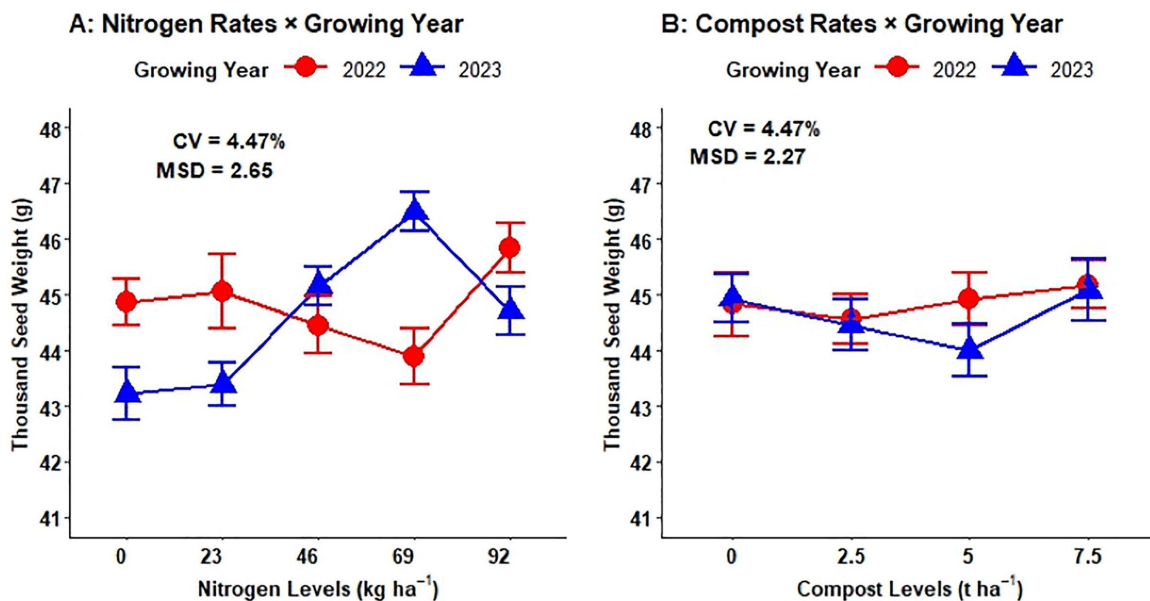 A: Nitrogen Rates × Growing Year
Growing Year 2022 2023
CV = 4.47%
MSD = 2.65
Thousand Seed Weight (g)
48
47
46
45
44
43
42
41
0 23 46 69 92
Nitrogen Levels (kg ha⁻¹)
B: Compost Rates × Growing Year
Growing Year 2022 2023
CV = 4.47%
MSD = 2.27
Thousand Seed Weight (g)
48
47
46
45
44
43
42
41
0 2.5 5 7.5
Compost Levels (t ha⁻¹)